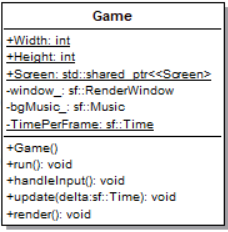 Game
+Width: int
+Height: int
+Screen: std::shared_ptr<<Screen>
-window_: sf::RenderWindow
-bgMusic_: sf::Music
-TimePerFrame: sf::Time
+Game()
+run(): void
+handleInput(): void
+update(delta:sf::Time): void
+render(): void